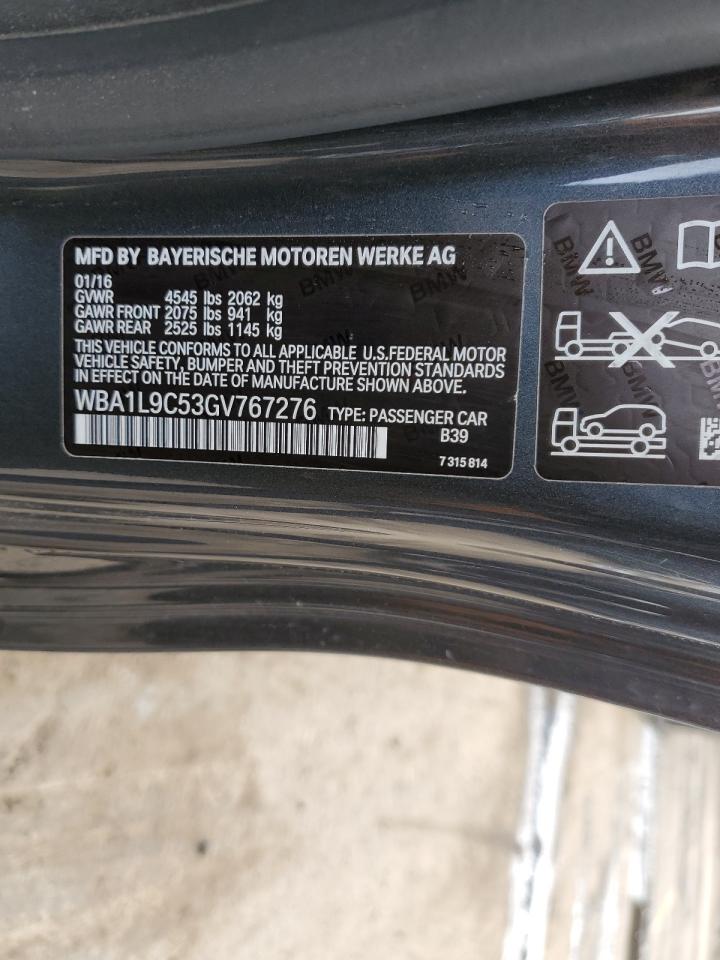 MFD BY BAYERISCHE MOTOREN WERKE AG
01/16
GVWR 4545 lbs 2062 kg
GAWR FRONT 2075 lbs 941 kg
GAWR REAR 2525 lbs 1145 kg
THIS VEHICLE CONFORMS TO ALL APPLICABLE U.S.FEDERAL MOTOR
VEHICLE SAFETY, BUMPER AND THEFT PREVENTION STANDARDS
IN EFFECT ON THE DATE OF MANUFACTURE SHOWN ABOVE.
WBA1L9C53GV767276 TYPE: PASSENGER CAR
B39
7 315 814